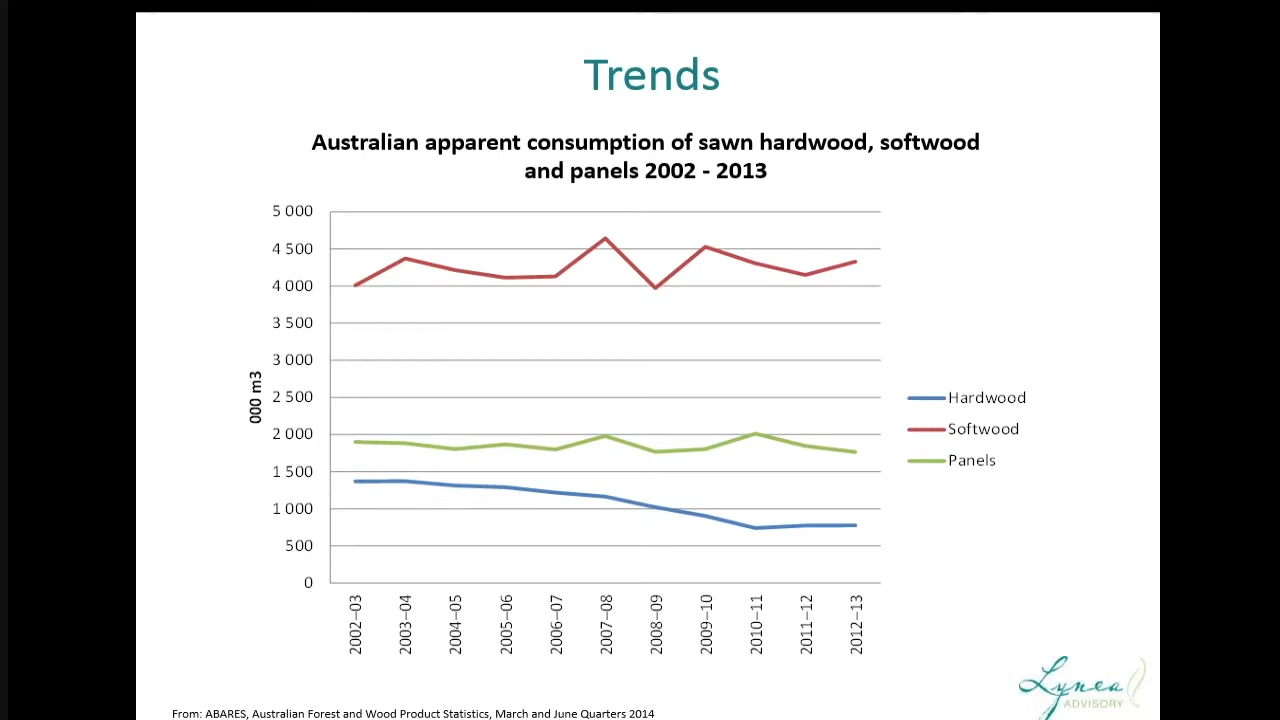 Trends
Australian apparent consumption of sawn hardwood, softwood
and panels 2002 - 2013
5 000
4 500
4 000
3 500
3 000
2 500
2 000
1 500
1 000
500
0
000 m3
2002–03
2003–04
2004–05
2005–06
2006–07
2007–08
2008–09
2009–10
2010–11
2011–12
2012–13
Hardwood
Softwood
Panels
Lynea
ADVISORY
From: ABARES, Australian Forest and Wood Product Statistics, March and June Quarters 2014